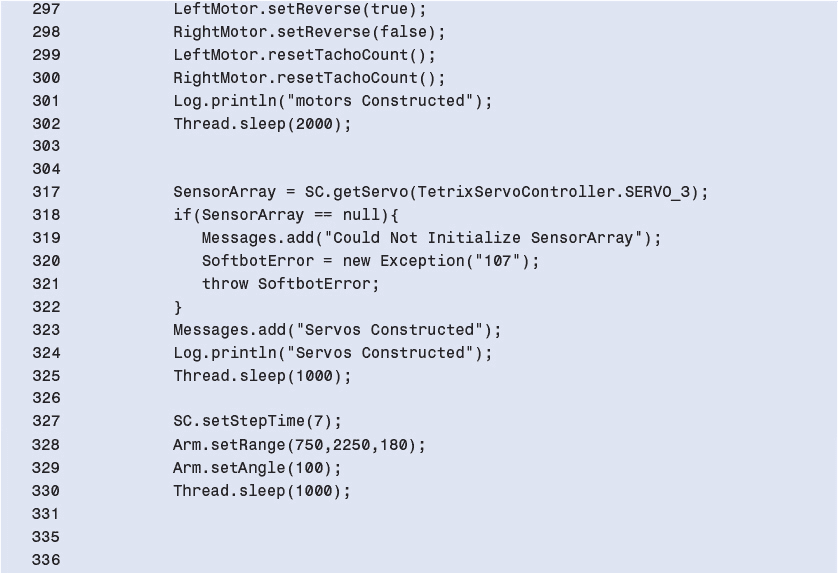 297 LeftMotor.setReverse(true);
298 RightMotor.setReverse(false);
299 LeftMotor.resetTachoCount();
300 RightMotor.resetTachoCount();
301 Log.println("motors Constructed");
302 Thread.sleep(2000);
303
304
317 SensorArray = SC.getServo(TetrixServoController.SERVO_3);
318 if(SensorArray == null){
319 Messages.add("Could Not Initialize SensorArray");
320 SoftbotError = new Exception("107");
321 throw SoftbotError;
322 }
323 Messages.add("Servos Constructed");
324 Log.println("Servos Constructed");
325 Thread.sleep(1000);
326
327 SC.setStepTime(7);
328 Arm.setRange(750,2250,180);
329 Arm.setAngle(100);
330 Thread.sleep(1000);
331
335
336